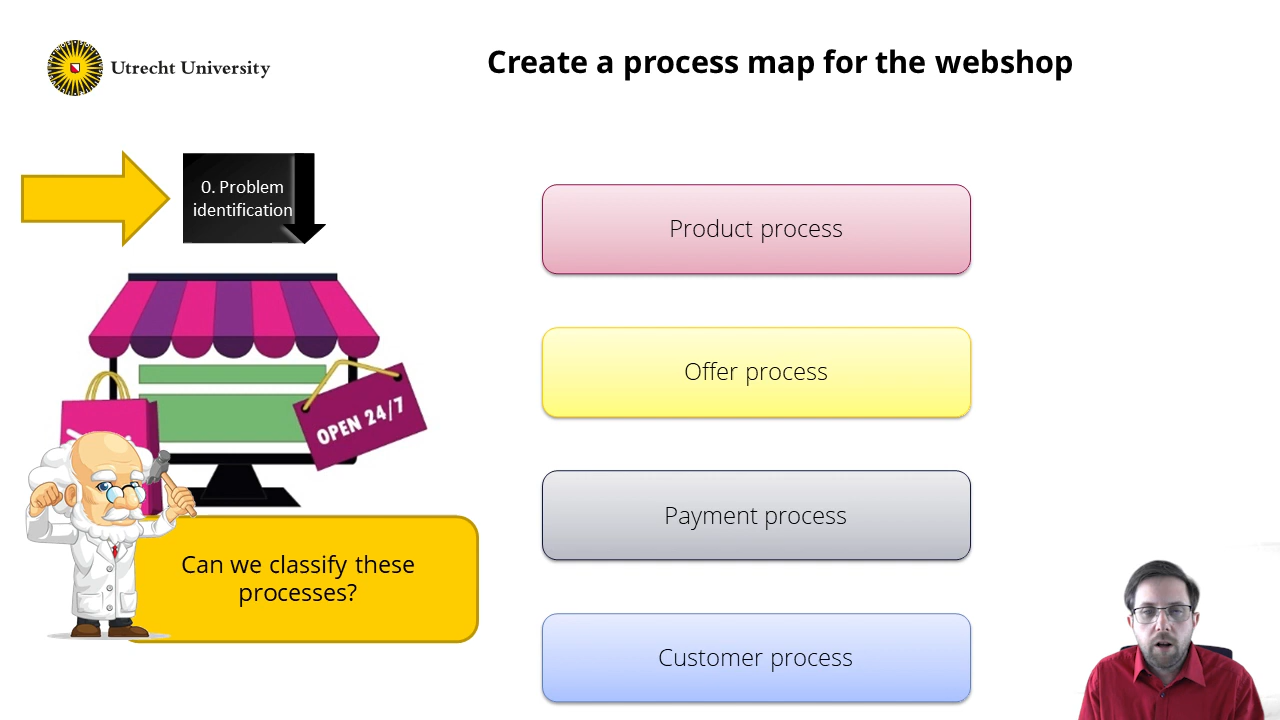 Utrecht University
Create a process map for the webshop
0. Problem
identification
OPEN 24/7
Can we classify these
processes?
Product process
Offer process
Payment process
Customer process